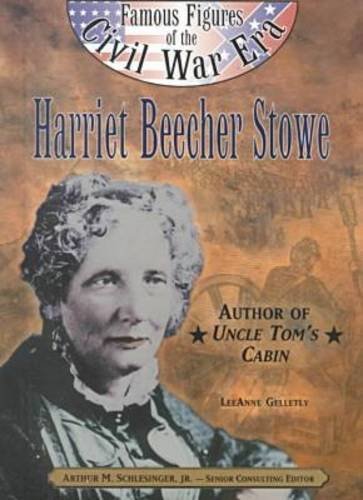 Famous Figures
of the
Civil War Era
Harriet Beecher Stowe
AUTHOR OF
★ UNCLE TOM'S ★
CABIN
LEEANNE GELLETLY
ARTHUR M. SCHLESINGER, JR. — SENIOR CONSULTING EDITOR